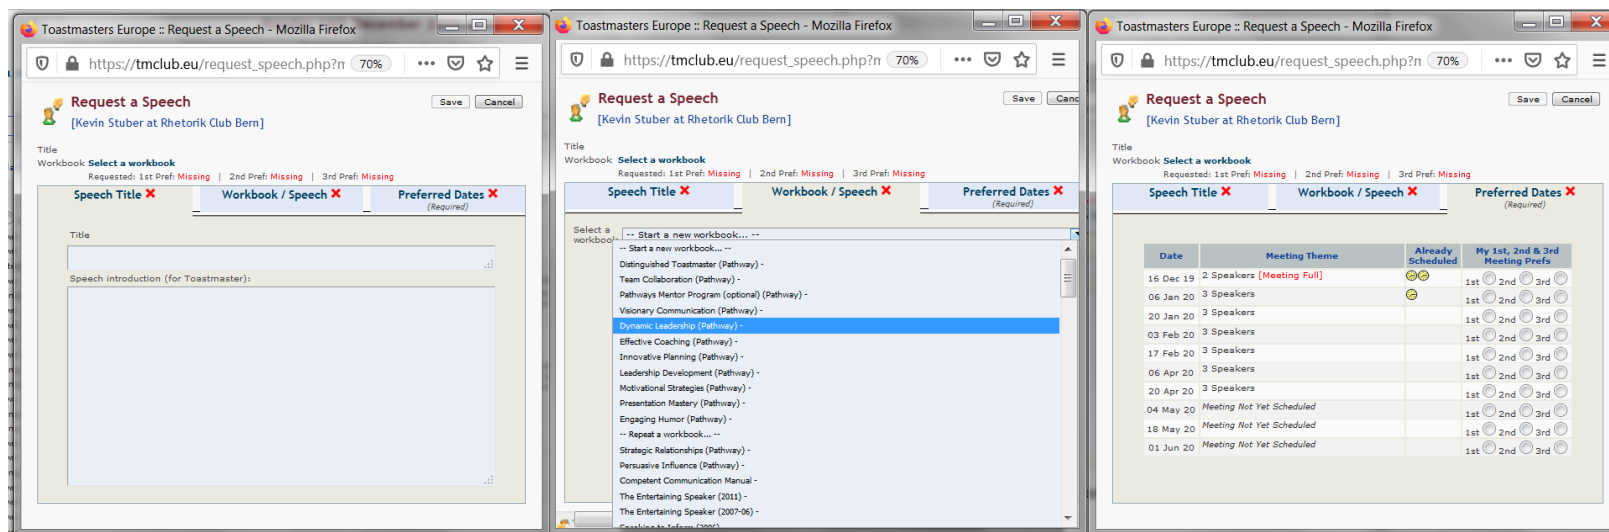 Toastmasters Europe :: Request a Speech - Mozilla Firefox
https://tmclub.eu/request_speech.php?r 70%
Request a Speech
Save Cancel
[Kevin Stuber at Rhetorik Club Bern]
Title
Workbook Select a workbook
Requested: 1st Pref: Missing | 2nd Pref: Missing | 3rd Pref: Missing
Speech Title Workbook / Speech Preferred Dates
(Required)
Title
Speech introduction (for Toastmaster):
Toastmasters Europe :: Request a Speech - Mozilla Firefox
https://tmclub.eu/request_speech.php?r 70%
Request a Speech
Save Canc
[Kevin Stuber at Rhetorik Club Bern]
Title
Workbook Select a workbook
Requested: 1st Pref: Missing | 2nd Pref: Missing | 3rd Pref: Missing
Speech Title Workbook / Speech Preferred Dates
(Required)
Select a workbook
-- Start a new workbook... --
-- Start a new workbook... --
Distinguished Toastmaster (Pathway) -
Team Collaboration (Pathway) -
Pathways Mentor Program (optional) (Pathway) -
Visionary Communication (Pathway) -
Dynamic Leadership (Pathway) -
Effective Coaching (Pathway) -
Innovative Planning (Pathway) -
Leadership Development (Pathway) -
Motivational Strategies (Pathway) -
Presentation Mastery (Pathway) -
Engaging Humor (Pathway) -
-- Repeat a workbook... --
Strategic Relationships (Pathway) -
Persuasive Influence (Pathway) -
Competent Communication Manual -
The Entertaining Speaker (2011) -
The Entertaining Speaker (2007-06) -
Toastmasters Europe :: Request a Speech - Mozilla Firefox
https://tmclub.eu/request_speech.php?r 70%
Request a Speech
Save Cancel
[Kevin Stuber at Rhetorik Club Bern]
Title
Workbook Select a workbook
Requested: 1st Pref: Missing | 2nd Pref: Missing | 3rd Pref: Missing
Speech Title Workbook / Speech Preferred Dates
(Required)
Date Meeting Theme Already Scheduled My 1st, 2nd & 3rd Meeting Prefs
16 Dec 19 2 Speakers [Meeting Full] 1st 2nd 3rd
06 Jan 20 3 Speakers 1st 2nd 3rd
20 Jan 20 3 Speakers 1st 2nd 3rd
03 Feb 20 3 Speakers 1st 2nd 3rd
17 Feb 20 3 Speakers 1st 2nd 3rd
06 Apr 20 3 Speakers 1st 2nd 3rd
20 Apr 20 3 Speakers 1st 2nd 3rd
04 May 20 Meeting Not Yet Scheduled 1st 2nd 3rd
18 May 20 Meeting Not Yet Scheduled 1st 2nd 3rd
01 Jun 20 Meeting Not Yet Scheduled 1st 2nd 3rd